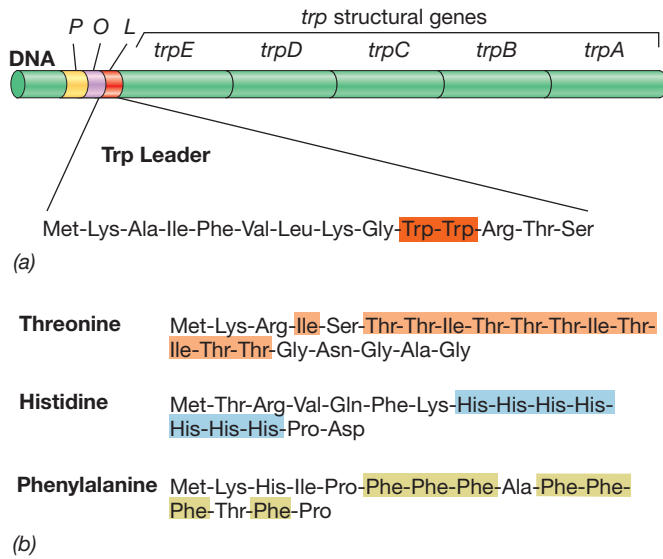 trp structural genes
P O L
DNA
trpE trpD trpC trpB trpA
Trp Leader
Met-Lys-Ala-Ile-Phe-Val-Leu-Lys-Gly-Trp-Trp-Arg-Thr-Ser
(a)
Threonine Met-Lys-Arg-Ile-Ser-Thr-Thr-Ile-Thr-Thr-Thr-Ile-Thr-
Ile-Thr-Thr-Gly-Asn-Gly-Ala-Gly
Histidine Met-Thr-Arg-Val-Gln-Phe-Lys-His-His-His-His-
His-His-His-Pro-Asp
Phenylalanine Met-Lys-His-Ile-Pro-Phe-Phe-Phe-Ala-Phe-Phe-
Phe-Thr-Phe-Pro
(b)